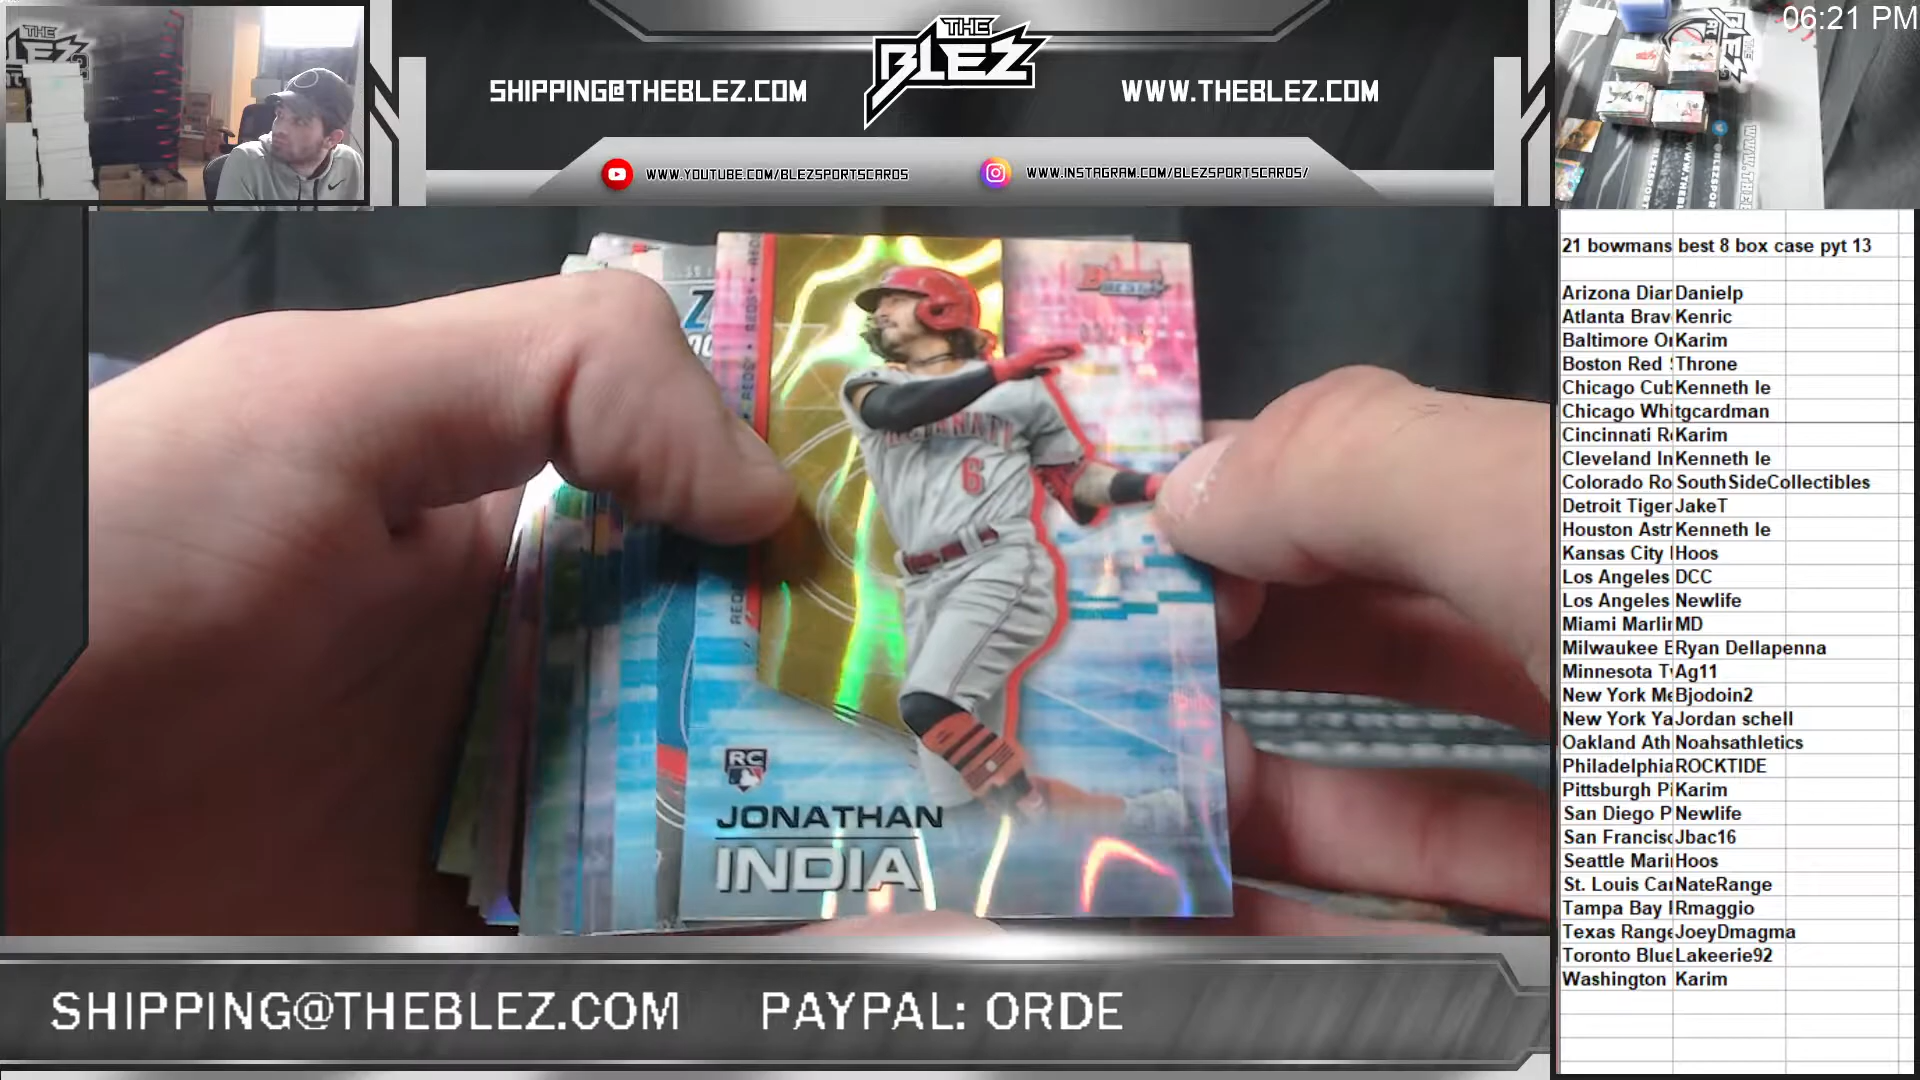 06:21 PM
THE
BLEZ
SHIPPING@THEBLEZ.COM
WWW.THEBLEZ.COM
WWW.YOUTUBE.COM/BLEZSPORTSCARDS
WWW.INSTAGRAM.COM/BLEZSPORTSCARDS/
21 bowmans best 8 box case pyt 13
Arizona Diar Danielp
Atlanta Brav Kenric
Baltimore Or Karim
Boston Red Throne
Chicago Cub Kenneth le
Chicago Whi tgcardman
Cincinnati R Karim
Cleveland In Kenneth le
Colorado Ro SouthSideCollectibles
Detroit Tiger JakeT
Houston Astr Kenneth le
Kansas City Hoos
Los Angeles DCC
Los Angeles Newlife
Miami Marlin MD
Milwaukee Ryan Dellapenna
Minnesota Ag11
New York Me Bjodoin2
New York Ya Jordan schell
Oakland Ath Noahsathletics
Philadelphia ROCKTIDE
Pittsburgh Pi Karim
San Diego P Newlife
San Francisc Jbac16
Seattle Mari Hoos
St. Louis Car NateRange
Tampa Bay Rmaggio
Texas Range JoeyDmagma
Toronto Blue Lakeerie92
Washington Karim
REDS
CINCINNATI
6
RC
JONATHAN
INDIA
SHIPPING@THEBLEZ.COM PAYPAL: ORDE